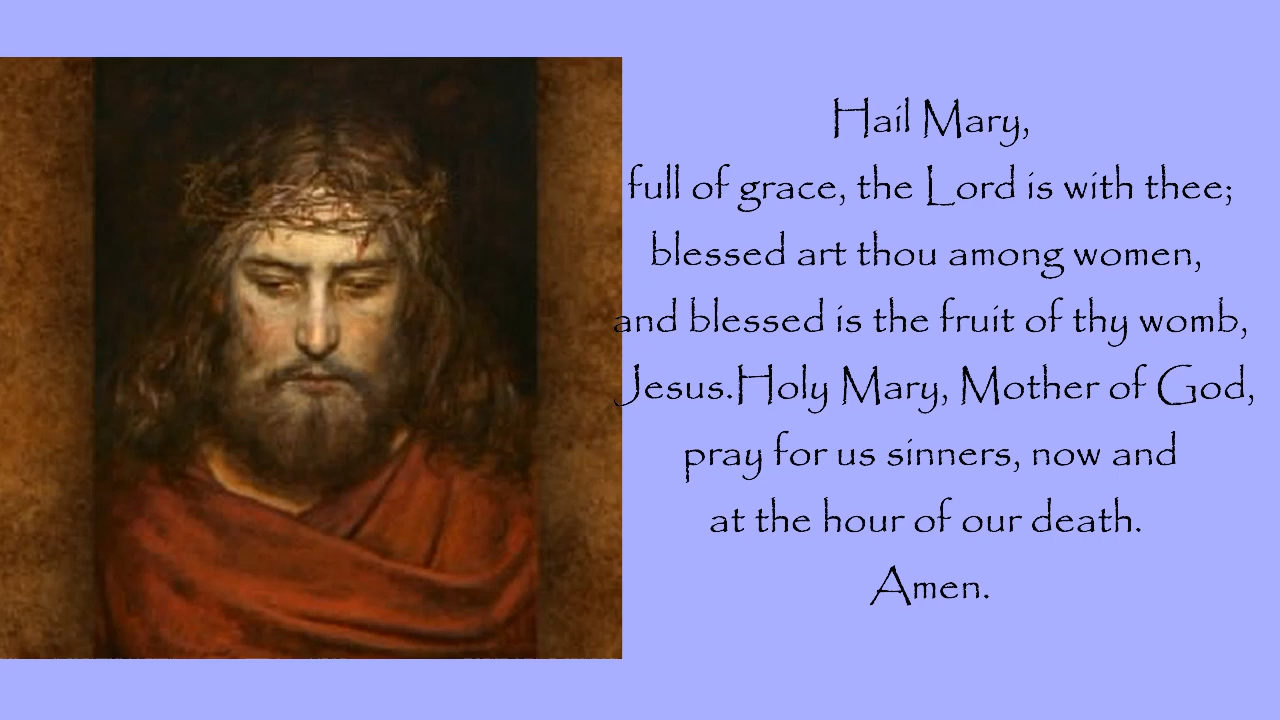 Hail Mary,
full of grace, the Lord is with thee;
blessed art thou among women,
and blessed is the fruit of thy womb,
Jesus.Holy Mary, Mother of God,
pray for us sinners, now and
at the hour of our death.
Amen.